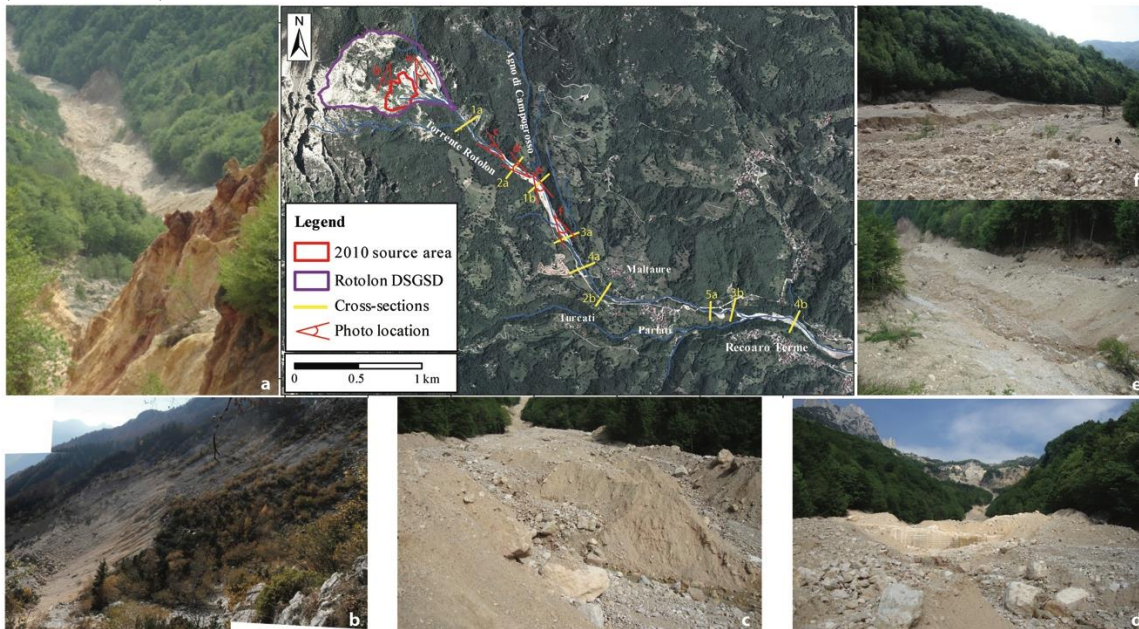 N
1a
Torrente Rotolon
Agno di Campogrosso
2a
1b
3a
4a
2b
Maltaure
Turcati
Parlati
5a
3b
4b
Recoaro Terme
Legend
2010 source area
Rotolon DSGSD
Cross-sections
Photo location
0
0.5
1 km
a
f
e
b
c
d